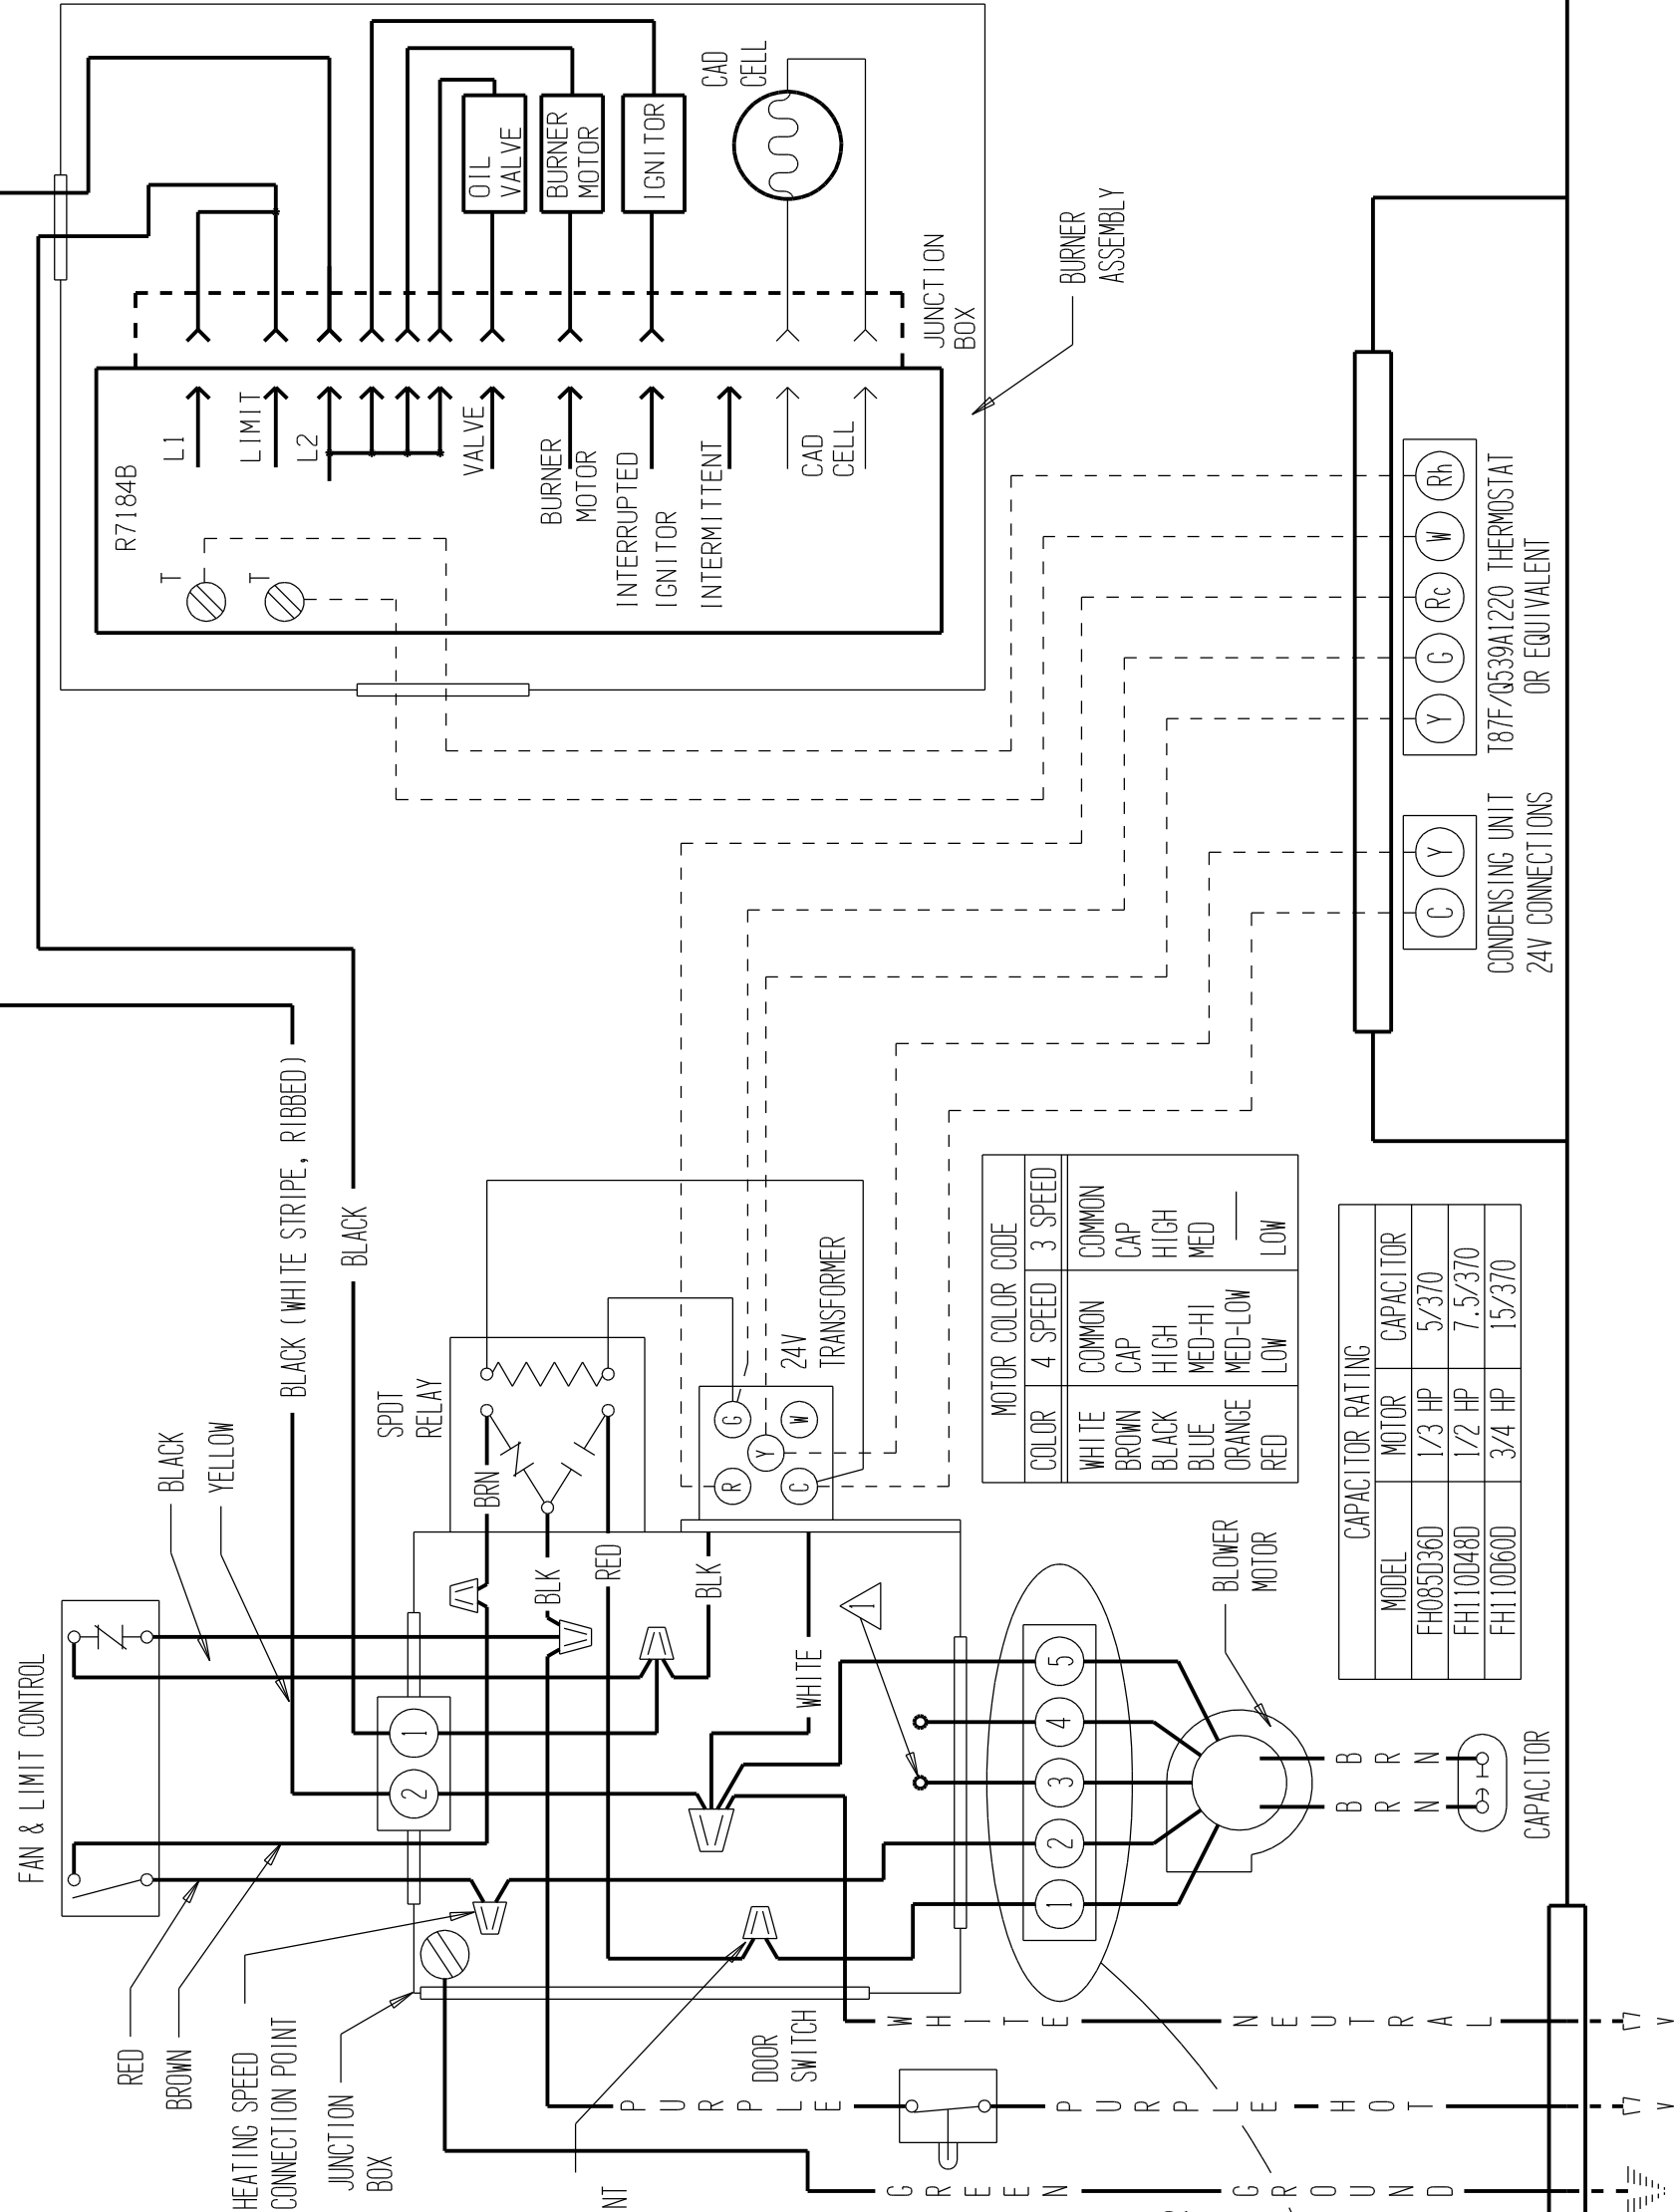 FAN & LIMIT CONTROL
BLACK
YELLOW
RED
BROWN
HEATING SPEED
CONNECTION POINT
JUNCTION
BOX
BLACK (WHITE STRIPE, RIBBED)
BLACK
2
1
SPDT
RELAY
BRN
BLK
RED
BLK
WHITE
1
24V
TRANSFORMER
R
G
Y
C
W
R7184B
T
T
L1
LIMIT
L2
VALVE
BURNER
MOTOR
INTERRUPTED
IGNITOR
INTERMITTENT
CAD
CELL
OIL
VALVE
BURNER
MOTOR
IGNITOR
CAD
CELL
JUNCTION
BOX
BURNER
ASSEMBLY
NT
DOOR
SWITCH
WHITE NEUTRAL
PURPLE PURPLE HOT
GREEN GROUND
1
2
3
4
5
BLOWER
MOTOR
BRN
BRN
CAPACITOR
MOTOR COLOR CODE
COLOR 4 SPEED 3 SPEED
WHITE COMMON COMMON
BROWN CAP CAP
BLACK HIGH HIGH
BLUE MED-HI MED
ORANGE MED-LOW —
RED LOW LOW
CAPACITOR RATING
MODEL MOTOR CAPACITOR
FH085D36D 1/3 HP 5/370
FH110D48D 1/2 HP 7.5/370
FH110D60D 3/4 HP 15/370
C Y
CONDENSING UNIT
24V CONNECTIONS
Y G Rc W Rh
T87F/Q539A1220 THERMOSTAT
OR EQUIVALENT